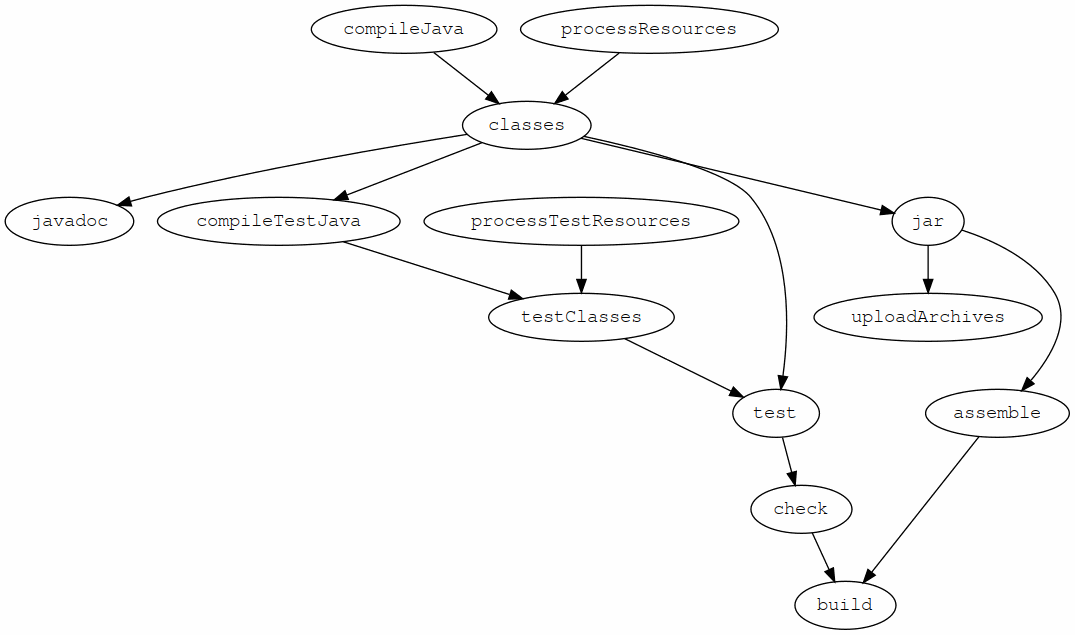 compileJava
processResources
classes
javadoc
compileTestJava
processTestResources
jar
testClasses
uploadArchives
test
assemble
check
build